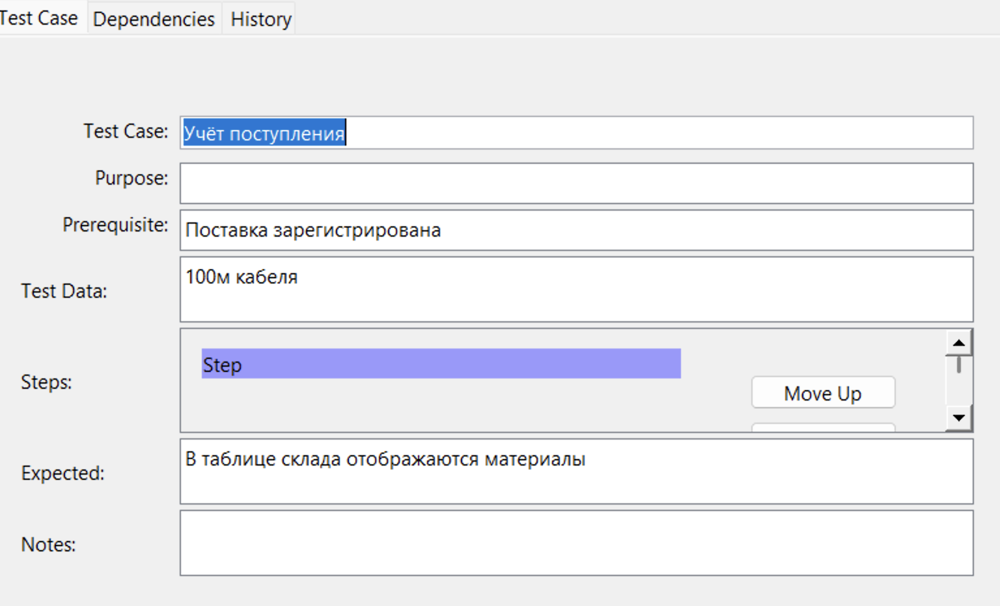 Test Case Dependencies History
Test Case: Учёт поступления
Purpose:
Prerequisite: Поставка зарегистрирована
Test Data: 100м кабеля
Steps: Step
Move Up
Expected: В таблице склада отображаются материалы
Notes: